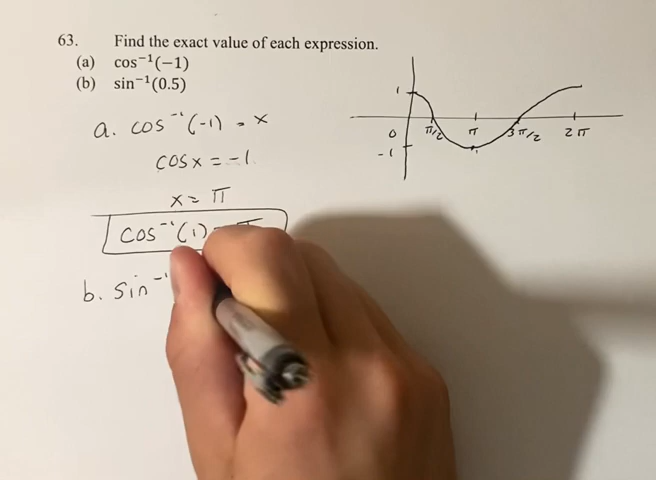 63. Find the exact value of each expression.
(a) cos⁻¹(−1)
(b) sin⁻¹(0.5)
a. cos⁻¹(-1) = x
cosx = -1
x = π
cos⁻¹(1) = π
b. sin⁻¹
1
0 π/2 π 3π/2 2π
-1